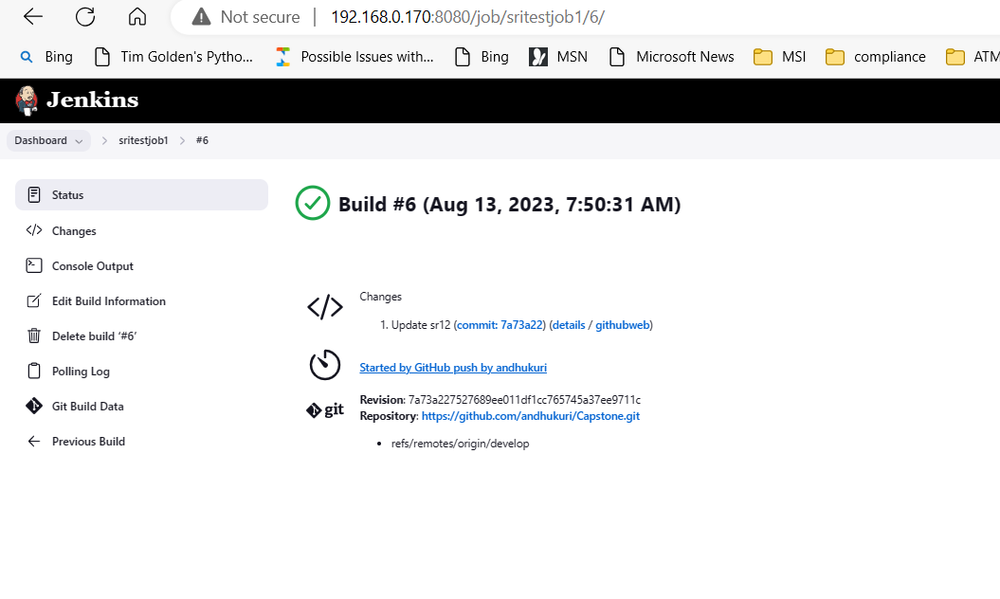 Not secure | 192.168.0.170:8080/job/sritestjob1/6/
Bing Tim Golden's Pytho... Possible Issues with... Bing MSN Microsoft News MSI compliance ATM
Jenkins
Dashboard sritestjob1 #6
Status
Build #6 (Aug 13, 2023, 7:50:31 AM)
Changes
Console Output
Edit Build Information
Delete build ‘#6’
Polling Log
Git Build Data
Previous Build
Changes
1. Update sr12 (commit: 7a73a22) (details / githubweb)
Started by GitHub push by andhukuri
git
Revision: 7a73a227527689ee011df1cc765745a37ee9711c
Repository: https://github.com/andhukuri/Capstone.git
• refs/remotes/origin/develop